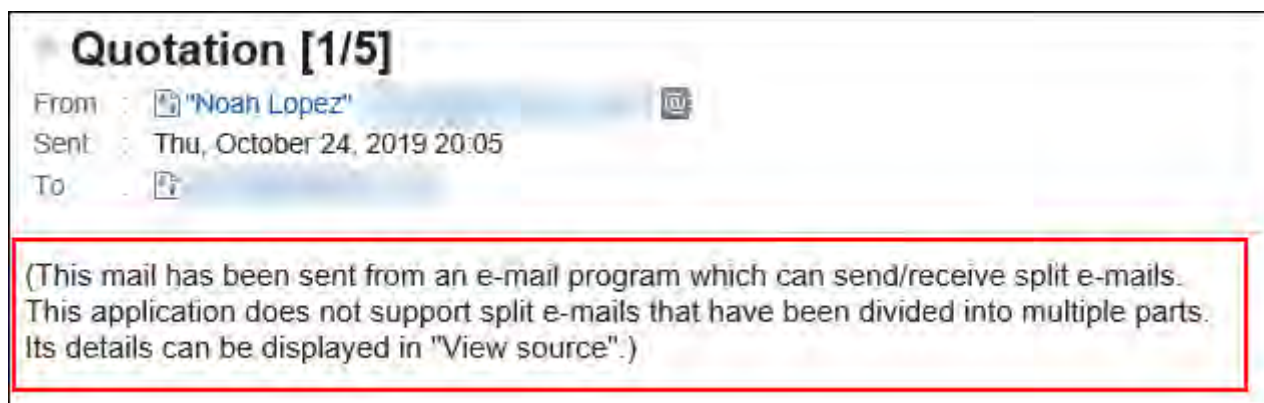 Quotation [1/5]
From : "Noah Lopez"
Sent : Thu, October 24, 2019 20:05
To :
(This mail has been sent from an e-mail program which can send/receive split e-mails.
This application does not support split e-mails that have been divided into multiple parts.
Its details can be displayed in "View source".)